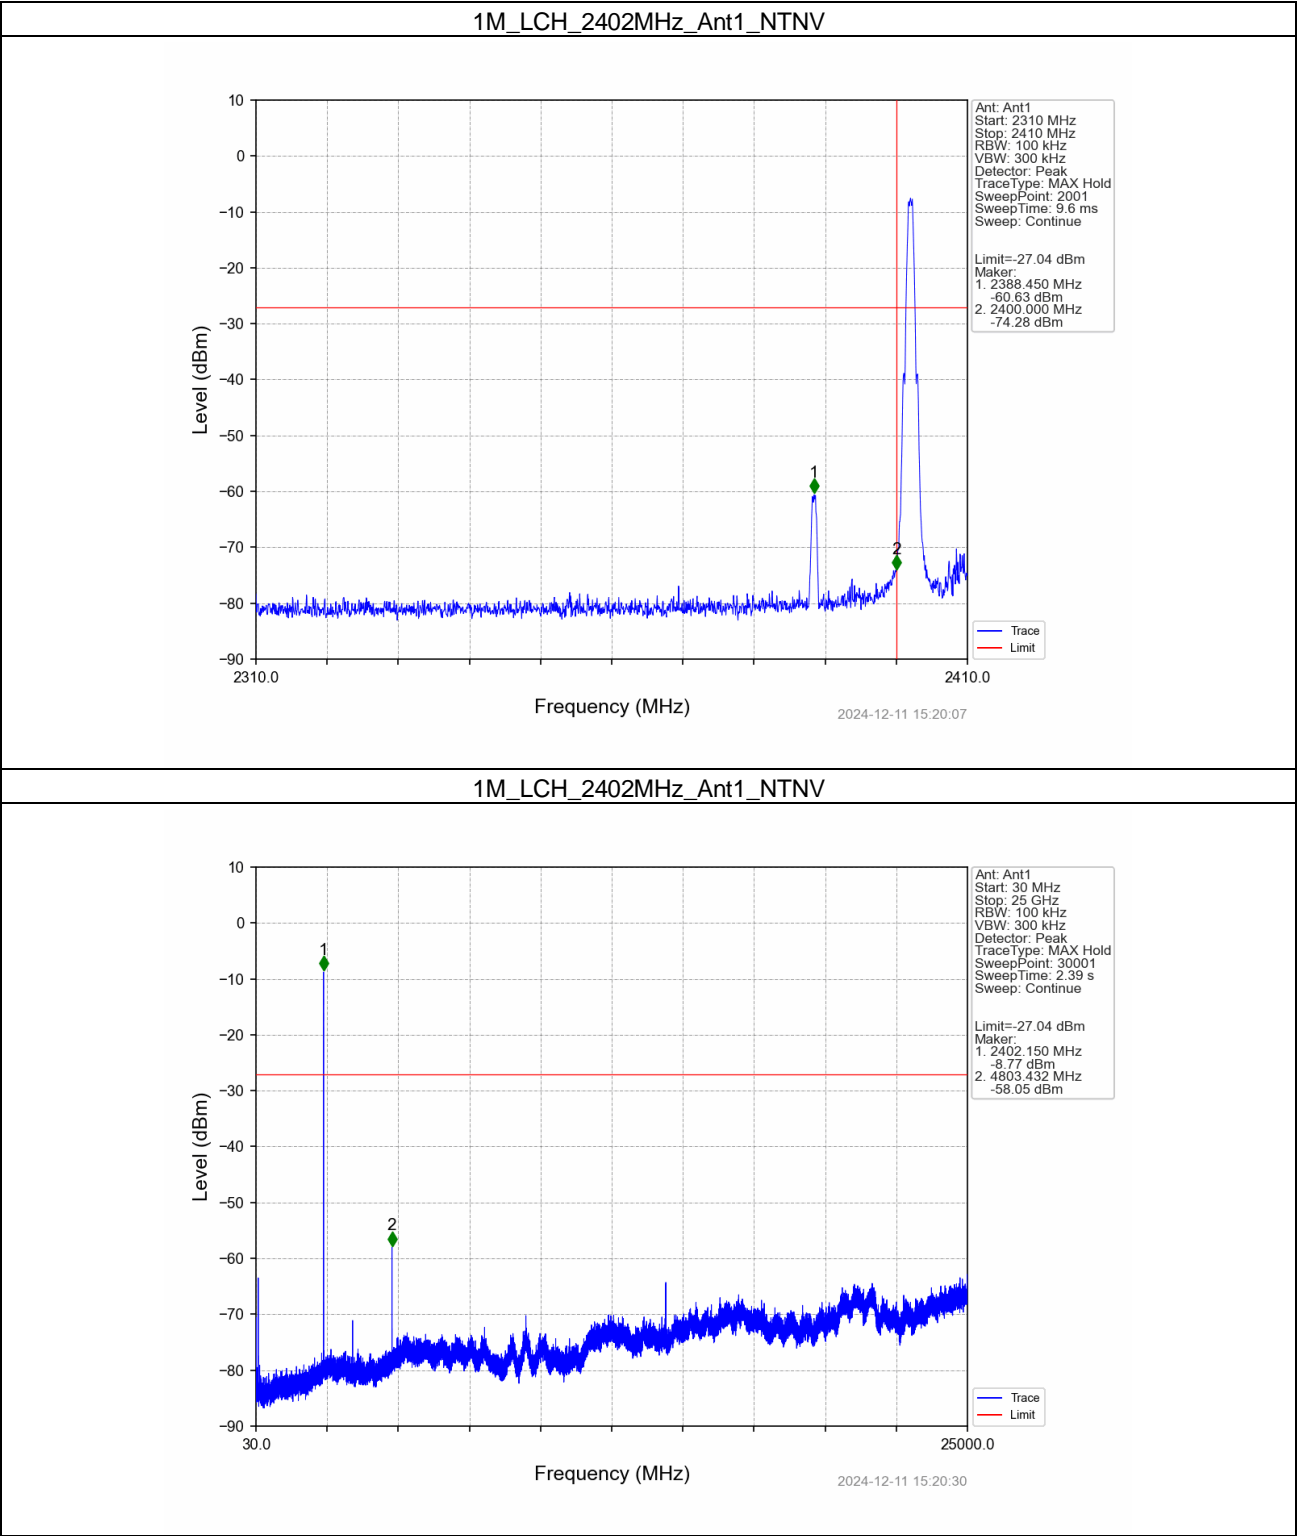 1M_LCH_2402MHz_Ant1_NTNV
10
0
−10
−20
−30
−40
−50
−60
−70
−80
−90
Level (dBm)
1
2
2310.0
2410.0
Frequency (MHz)
2024-12-11 15:20:07
Ant: Ant1
Start: 2310 MHz
Stop: 2410 MHz
RBW: 100 kHz
VBW: 300 kHz
Detector: Peak
TraceType: MAX Hold
SweepPoint: 2001
SweepTime: 9.6 ms
Sweep: Continue
Limit=-27.04 dBm
Maker:
1. 2388.450 MHz
-60.63 dBm
2. 2400.000 MHz
-74.28 dBm
Trace
Limit
1M_LCH_2402MHz_Ant1_NTNV
10
0
−10
−20
−30
−40
−50
−60
−70
−80
−90
Level (dBm)
1
2
30.0
25000.0
Frequency (MHz)
2024-12-11 15:20:30
Ant: Ant1
Start: 30 MHz
Stop: 25 GHz
RBW: 100 kHz
VBW: 300 kHz
Detector: Peak
TraceType: MAX Hold
SweepPoint: 30001
SweepTime: 2.39 s
Sweep: Continue
Limit=-27.04 dBm
Maker:
1. 2402.150 MHz
-8.77 dBm
2. 4803.432 MHz
-58.05 dBm
Trace
Limit